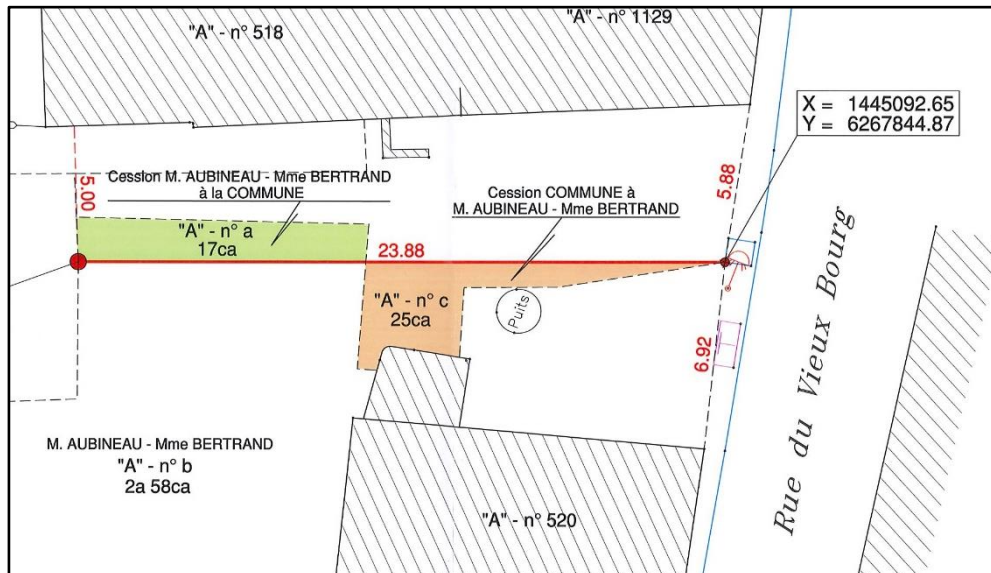 "A" - n° 518
"A" - n° 1129
X = 1445092.65
Y = 6267844.87
Cession M. AUBINEAU - Mme BERTRAND
à la COMMUNE
Cession COMMUNE à
M. AUBINEAU - Mme BERTRAND
5.00
5.88
"A" - n° a
17ca
23.88
"A" - n° c
25ca
Puits
6.92
Rue du Vieux Bourg
M. AUBINEAU - Mme BERTRAND
"A" - n° b
2a 58ca
"A" - n° 520